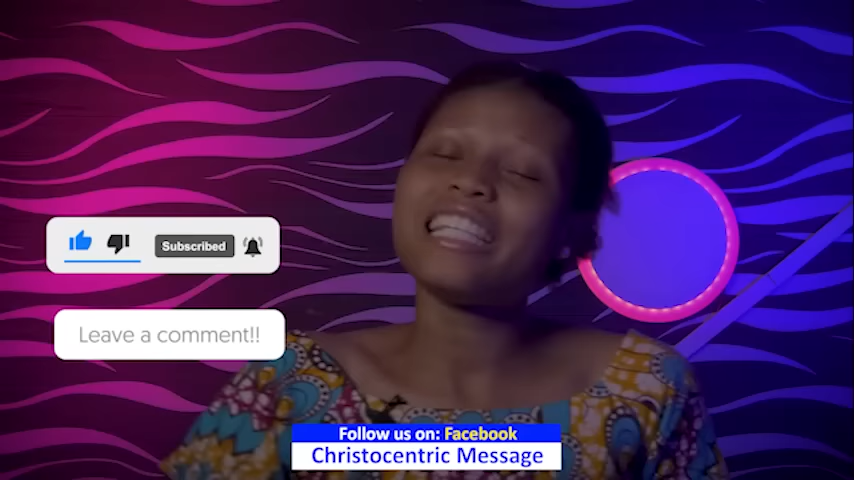 Subscribed
Leave a comment!!
Follow us on: Facebook
Christocentric Message